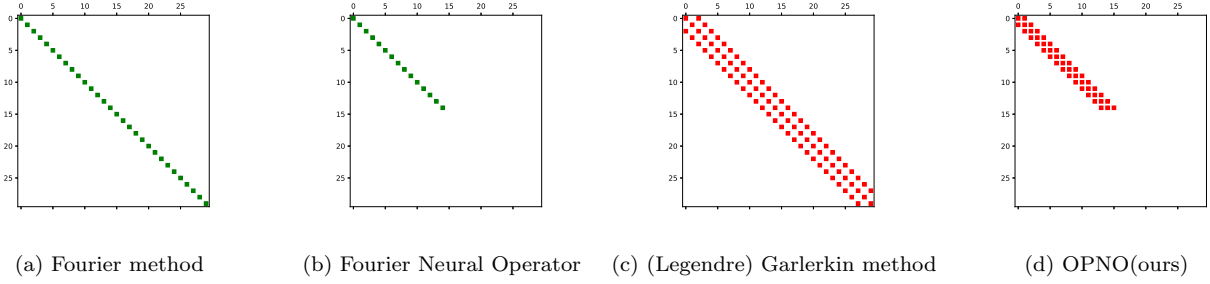 0 5 10 15 20 25 0 5 10 15 20 25 0 5 10 15 20 25 0 5 10 15 20 25
0 0 0 0
5 5 5 5
10 10 10 10
15 15 15 15
20 20 20 20
25 25 25 25
(a) Fourier method (b) Fourier Neural Operator (c) (Legendre) Garlerkin method (d) OPNO(ours)